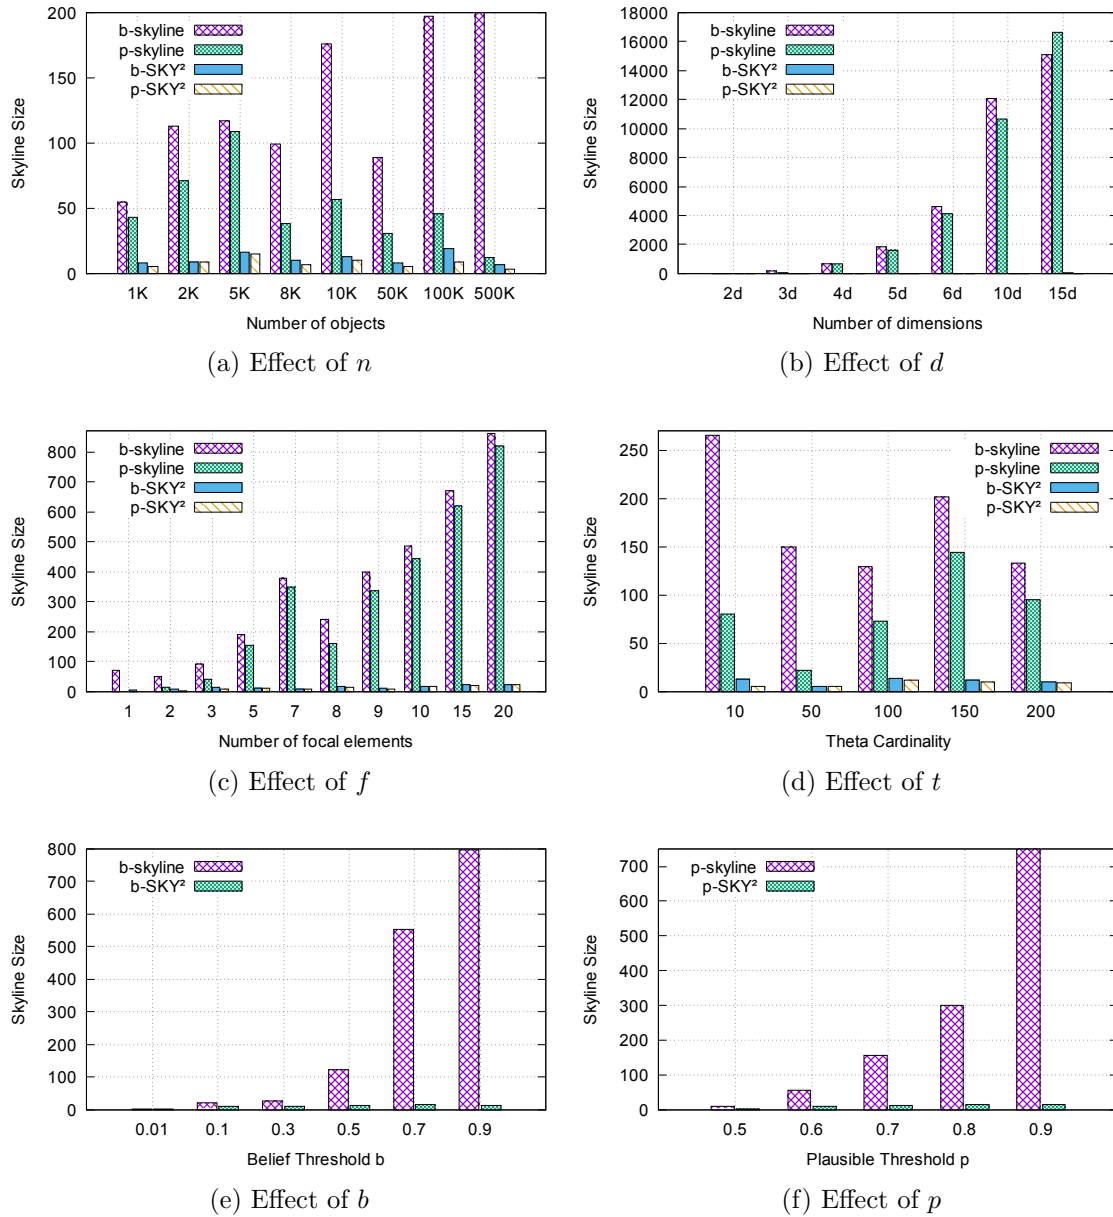 b-skyline
p-skyline
b-SKY²
p-SKY²
200
150
100
50
0
Skyline Size
1K 2K 5K 8K 10K 50K 100K 500K
Number of objects
(a) Effect of n
b-skyline
p-skyline
b-SKY²
p-SKY²
18000
16000
14000
12000
10000
8000
6000
4000
2000
0
Skyline Size
2d 3d 4d 5d 6d 10d 15d
Number of dimensions
(b) Effect of d
b-skyline
p-skyline
b-SKY²
p-SKY²
800
700
600
500
400
300
200
100
0
Skyline Size
1 2 3 5 7 8 9 10 15 20
Number of focal elements
(c) Effect of f
b-skyline
p-skyline
b-SKY²
p-SKY²
250
200
150
100
50
0
Skyline Size
10 50 100 150 200
Theta Cardinality
(d) Effect of t
b-skyline
b-SKY²
800
700
600
500
400
300
200
100
0
Skyline Size
0.01 0.1 0.3 0.5 0.7 0.9
Belief Threshold b
(e) Effect of b
p-skyline
p-SKY²
700
600
500
400
300
200
100
0
Skyline Size
0.5 0.6 0.7 0.8 0.9
Plausible Threshold p
(f) Effect of p